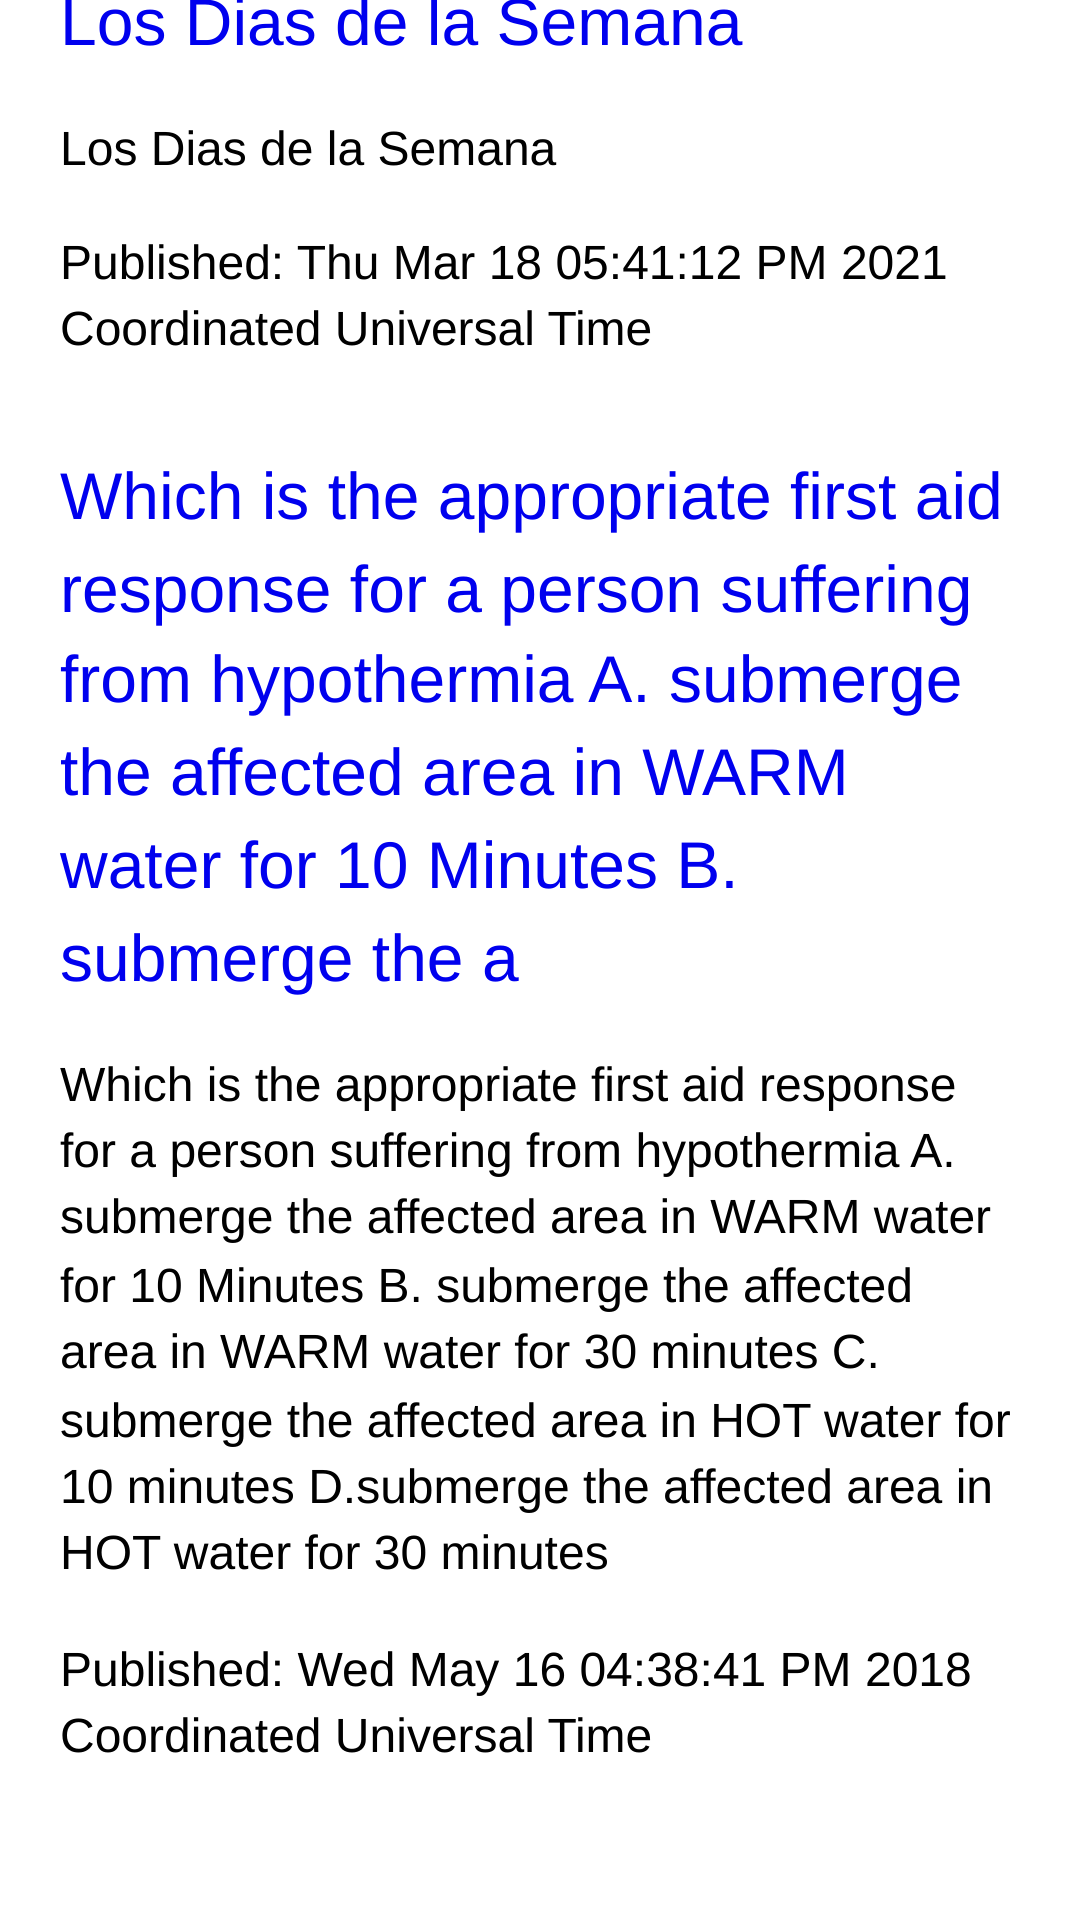 Los Dias de la Semana
Los Dias de la Semana
Published: Thu Mar 18 05:41:12 PM 2021
Coordinated Universal Time
Which is the appropriate first aid
response for a person suffering
from hypothermia A. submerge
the affected area in WARM
water for 10 Minutes B.
submerge the a
Which is the appropriate first aid response
for a person suffering from hypothermia A.
submerge the affected area in WARM water
for 10 Minutes B. submerge the affected
area in WARM water for 30 minutes C.
submerge the affected area in HOT water for
10 minutes D.submerge the affected area in
HOT water for 30 minutes
Published: Wed May 16 04:38:41 PM 2018
Coordinated Universal Time